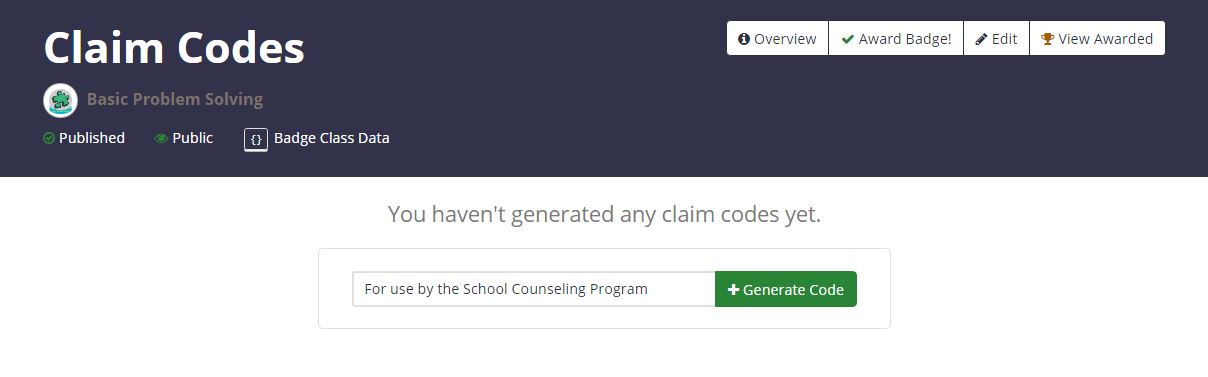 Claim Codes
Overview
Award Badge!
Edit
View Awarded
Basic Problem Solving
Published
Public
{} Badge Class Data
You haven't generated any claim codes yet.
For use by the School Counseling Program
Generate Code